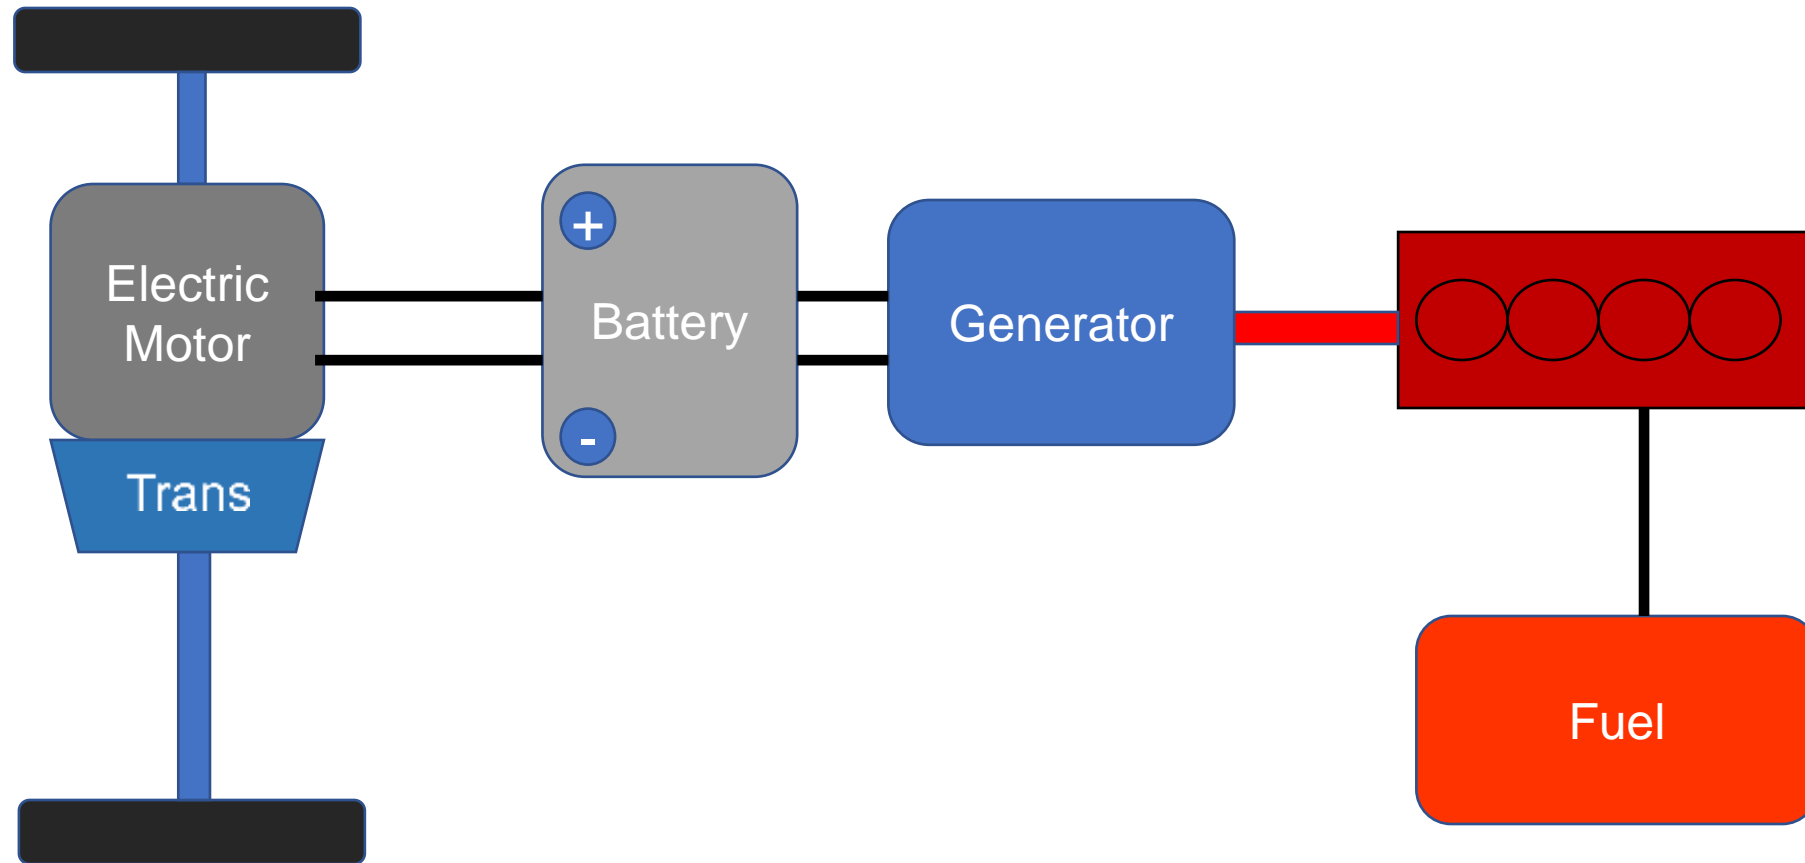 Electric
Motor
Trans
+
Battery
-
Generator
Fuel